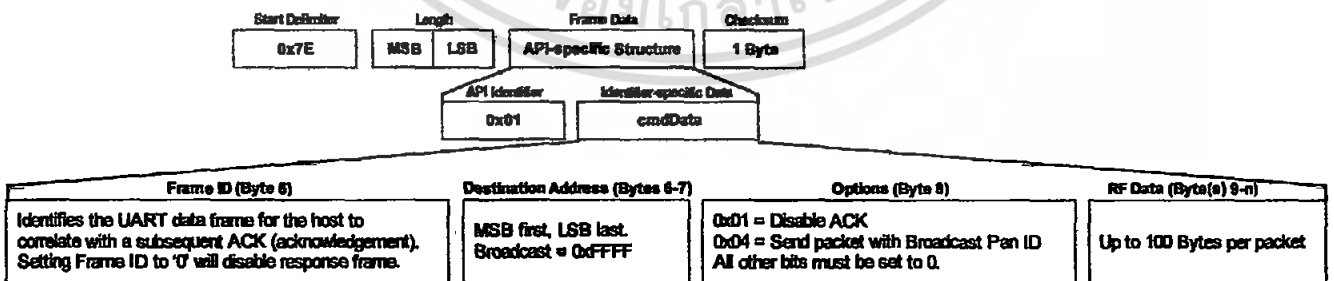 Start Delimiter Length Frame Data Checksum
0x7E MSB LSB API-specific Structure 1 Byte
API Identifier Identifier-specific Data
0x01 cmdData
Frame ID (Byte 5) Destination Address (Bytes 6-7) Options (Byte 8) RF Data (Byte(s) 9-n)
Identifies the UART data frame for the host to
correlate with a subsequent ACK (acknowledgement).
Setting Frame ID to '0' will disable response frame.
MSB first, LSB last.
Broadcast = 0xFFFF
0x01 = Disable ACK
0x04 = Send packet with Broadcast Pan ID
All other bits must be set to 0.
Up to 100 Bytes per packet